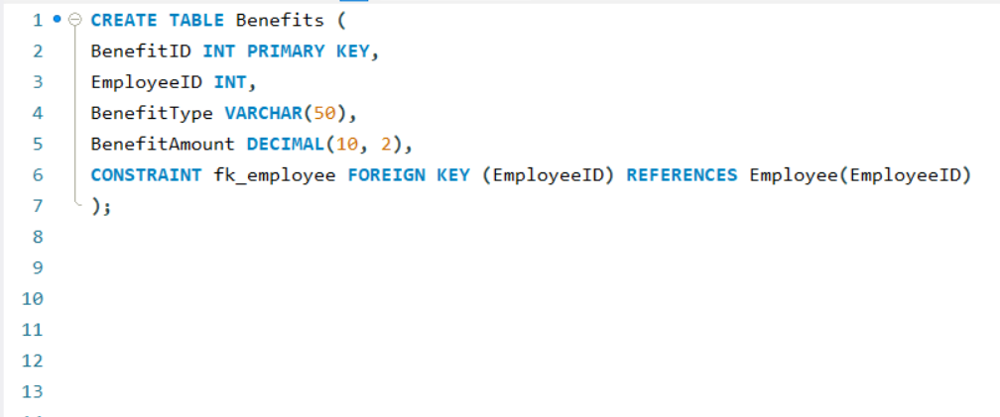 1 CREATE TABLE Benefits (
2 BenefitID INT PRIMARY KEY,
3 EmployeeID INT,
4 BenefitType VARCHAR(50),
5 BenefitAmount DECIMAL(10, 2),
6 CONSTRAINT fk_employee FOREIGN KEY (EmployeeID) REFERENCES Employee(EmployeeID)
7 );
8
9
10
11
12
13